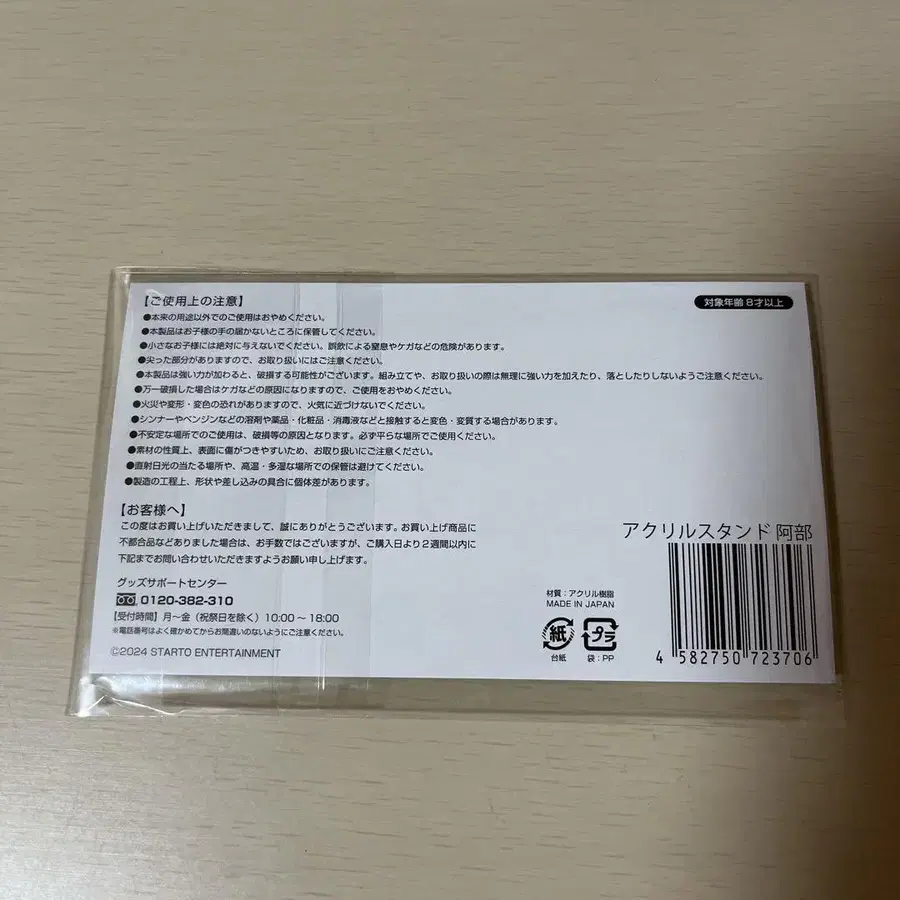 【ご使用上の注意】
対象年齢 8才以上
●本来の用途以外でのご使用はおやめください。
●本製品はお子様の手の届かないところに保管してください。
●小さなお子様には絶対に与えないでください。誤飲による窒息やケガなどの危険があります。
●尖った部分がありますので、お取り扱いにはご注意ください。
●本製品は強い力が加わると、破損する可能性がございます。組み立てや、お取り扱いの際は無理に強い力を加えたり、落としたりしないようご注意ください。
●万一破損した場合はケガなどの原因になりますので、ご使用をおやめください。
●火災や変形・変色の恐れがありますので、火気に近づけないでください。
●シンナーやベンジンなどの溶剤や薬品・化粧品・消毒液などと接触すると変色・変質する場合があります。
●不安定な場所でのご使用は、破損等の原因となります。必ず平らな場所でご使用ください。
●素材の性質上、表面に傷がつきやすいため、お取り扱いにご注意ください。
●直射日光の当たる場所や、高温・多湿な場所での保管は避けてください。
●製造の工程上、形状や差し込みの具合に個体差があります。
【お客様へ】
この度はお買い上げいただきまして、誠にありがとうございます。お買い上げ商品に
不都合品などありました場合は、お手数ではございますが、ご購入日より2週間以内に
下記までお問い合わせいただきますようお願い申し上げます。
グッズサポートセンター
0120-382-310
【受付時間】月~金(祝祭日を除く)10:00~18:00
※電話番号はよく確かめてからお間違いのないようにご注意ください。
©2024 STARTO ENTERTAINMENT
アクリルスタンド 阿部
材質:アクリル樹脂
MADE IN JAPAN
紙
台紙
プラ
袋:PP
4 582750 723706